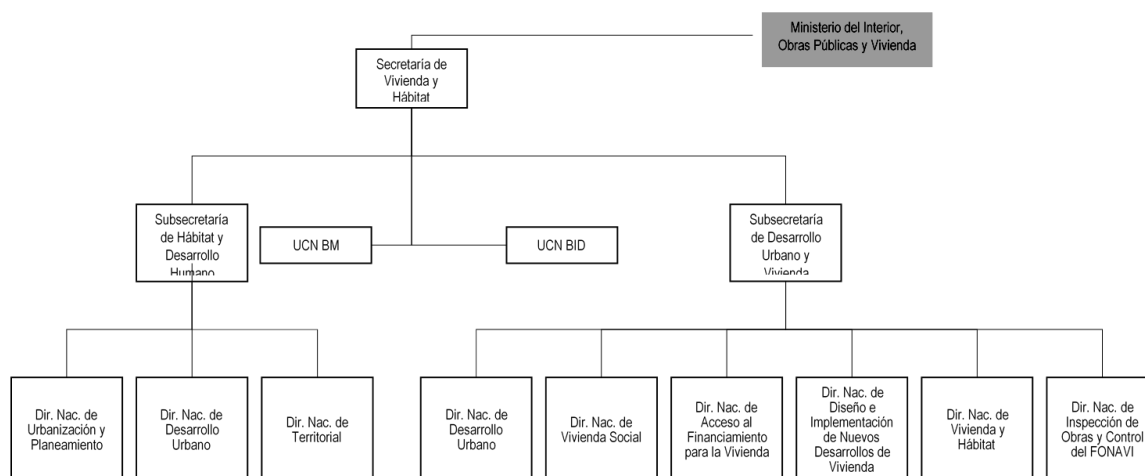 Ministerio del Interior,
Obras Públicas y Vivienda
Secretaría de
Vivienda y
Hábitat
Subsecretaría
de Hábitat y
Desarrollo
Humano
UCN BM
UCN BID
Subsecretaría
de Desarrollo
Urbano y
Vivienda
Dir. Nac. de
Urbanización y
Planeamiento
Dir. Nac. de
Desarrollo
Urbano
Dir. Nac. de
Territorial
Dir. Nac. de
Desarrollo
Urbano
Dir. Nac. de
Vivienda Social
Dir. Nac. de
Acceso al
Financiamiento
para la Vivienda
Dir. Nac. de
Diseño e
Implementación
de Nuevos
Desarrollos de
Vivienda
Dir. Nac. de
Vivienda y
Hábitat
Dir. Nac. de
Inspección de
Obras y Control
del FONAVI